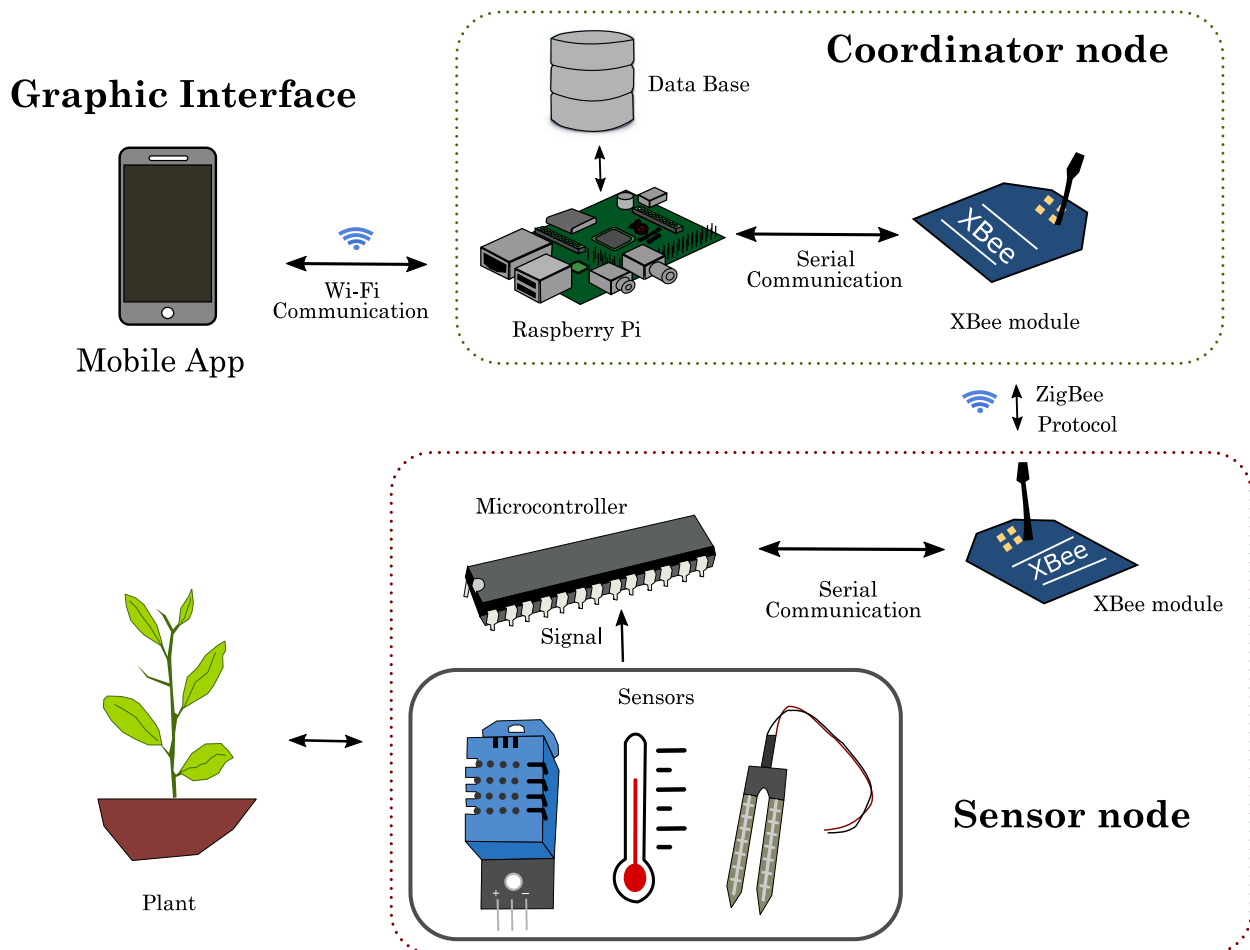 Coordinator node
Data Base
Graphic Interface
XBee
Serial
Communication
Wi-Fi
Communication
Raspberry Pi
XBee module
Mobile App
ZigBee
Protocol
Microcontroller
XBee
Serial
Communication
XBee module
Signal
Sensors
Sensor node
+ −
Plant